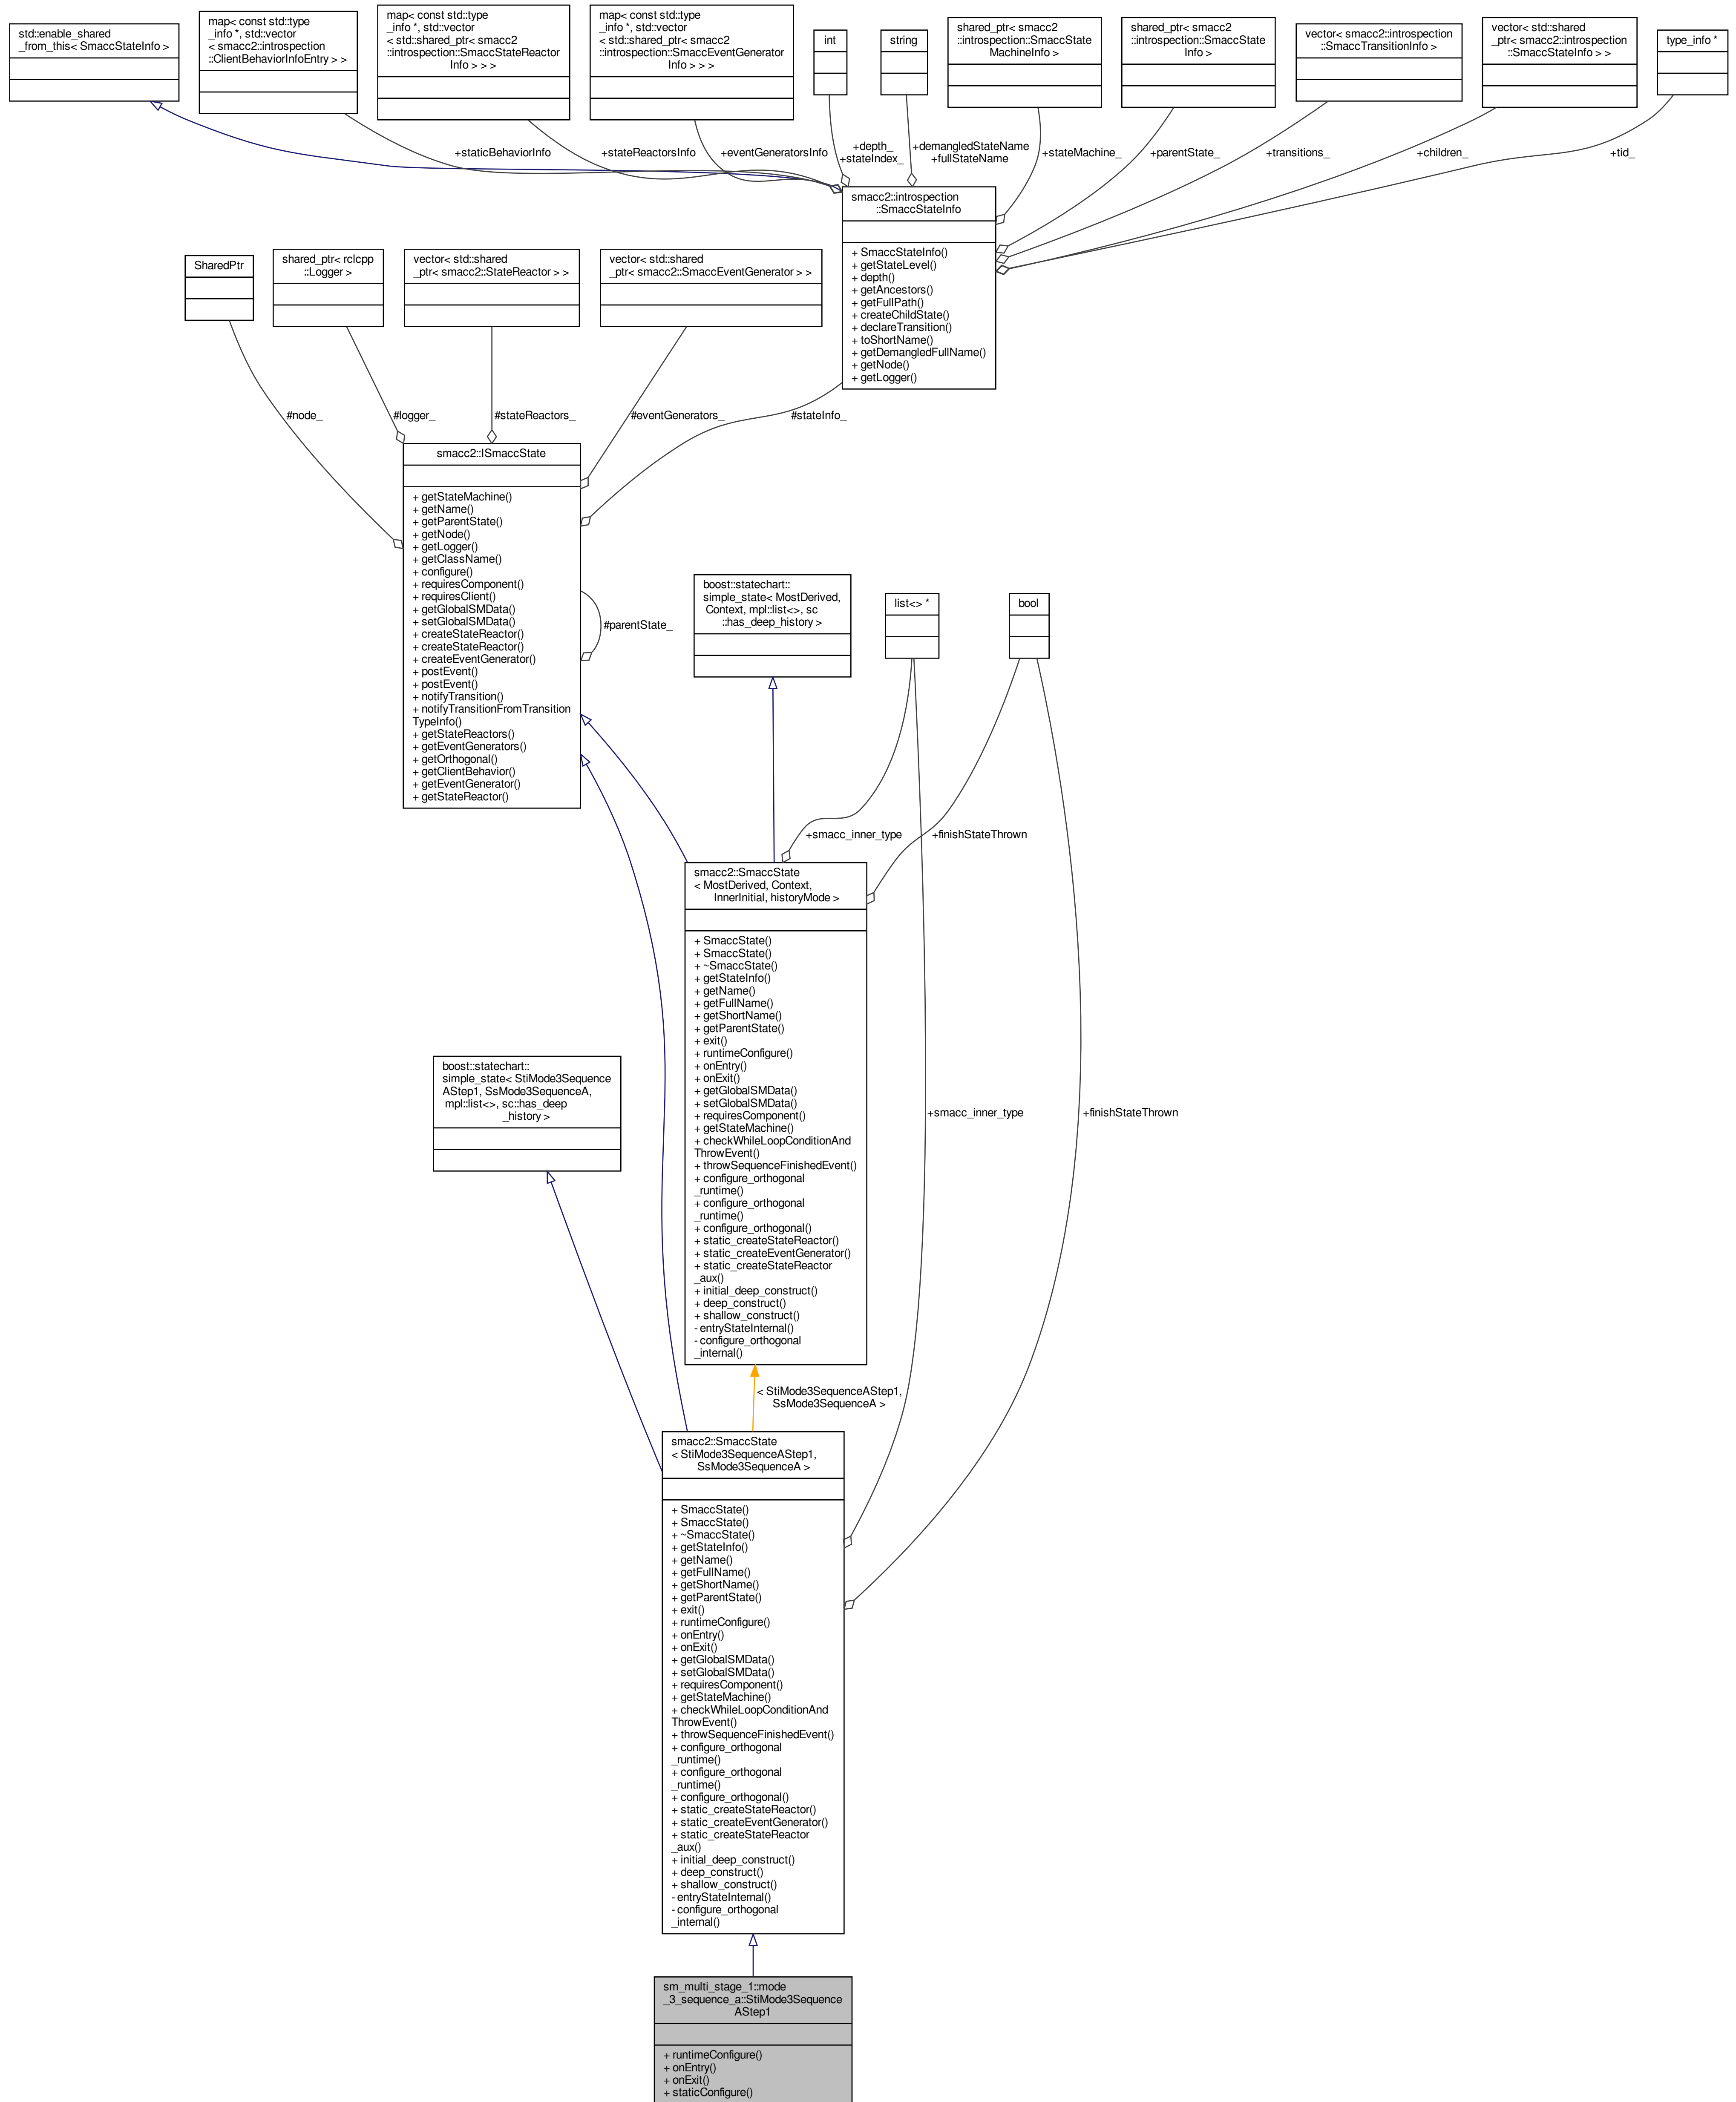 std::enable_shared
_from_this< SmaccStateInfo >
map< const std::type
_info *, std::vector
< smacc2::introspection
::ClientBehaviorInfoEntry > >
map< const std::type
_info *, std::vector
< std::shared_ptr< smacc2
::introspection::SmaccStateReactor
Info > > >
map< const std::type
_info *, std::vector
< std::shared_ptr< smacc2
::introspection::SmaccEventGenerator
Info > > >
int
string
shared_ptr< smacc2
::introspection::SmaccState
MachineInfo >
shared_ptr< smacc2
::introspection::SmaccState
Info >
vector< smacc2::introspection
::SmaccTransitionInfo >
vector< std::shared
_ptr< smacc2::introspection
::SmaccStateInfo > >
type_info *
+staticBehaviorInfo
+stateReactorsInfo
+eventGeneratorsInfo
+depth_
+stateIndex_
+demangledStateName
+fullStateName
+stateMachine_
+parentState_
+transitions_
+children_
+tid_
smacc2::introspection
::SmaccStateInfo
+ SmaccStateInfo()
+ getStateLevel()
+ depth()
+ getAncestors()
+ getFullPath()
+ createChildState()
+ declareTransition()
+ toShortName()
+ getDemangledFullName()
+ getNode()
+ getLogger()
SharedPtr
shared_ptr< rclcpp
::Logger >
vector< std::shared
_ptr< smacc2::StateReactor > >
vector< std::shared
_ptr< smacc2::SmaccEventGenerator > >
#node_
#logger_
#stateReactors_
#eventGenerators_
#stateInfo_
smacc2::ISmaccState
+ getStateMachine()
+ getName()
+ getParentState()
+ getNode()
+ getLogger()
+ getClassName()
+ configure()
+ requiresComponent()
+ requiresClient()
+ getGlobalSMData()
+ setGlobalSMData()
+ createStateReactor()
+ createStateReactor()
+ createEventGenerator()
+ postEvent()
+ postEvent()
+ notifyTransition()
+ notifyTransitionFromTransition
TypeInfo()
+ getStateReactors()
+ getEventGenerators()
+ getOrthogonal()
+ getClientBehavior()
+ getEventGenerator()
+ getStateReactor()
#parentState_
boost::statechart::
simple_state< MostDerived,
Context, mpl::list<>, sc
::has_deep_history >
list<> *
bool
+smacc_inner_type
+finishStateThrown
smacc2::SmaccState
< MostDerived, Context,
InnerInitial, historyMode >
+ SmaccState()
+ SmaccState()
+ ~SmaccState()
+ getStateInfo()
+ getName()
+ getFullName()
+ getShortName()
+ getParentState()
+ exit()
+ runtimeConfigure()
+ onEntry()
+ onExit()
+ getGlobalSMData()
+ setGlobalSMData()
+ requiresComponent()
+ getStateMachine()
+ checkWhileLoopConditionAnd
ThrowEvent()
+ throwSequenceFinishedEvent()
+ configure_orthogonal
_runtime()
+ configure_orthogonal
_runtime()
+ configure_orthogonal()
+ static_createStateReactor()
+ static_createEventGenerator()
+ static_createStateReactor
_aux()
+ initial_deep_construct()
+ deep_construct()
+ shallow_construct()
- entryStateInternal()
- configure_orthogonal
_internal()
boost::statechart::
simple_state< StiMode3Sequence
AStep1, SsMode3SequenceA,
mpl::list<>, sc::has_deep
_history >
+smacc_inner_type
+finishStateThrown
< StiMode3SequenceAStep1,
SsMode3SequenceA >
smacc2::SmaccState
< StiMode3SequenceAStep1,
SsMode3SequenceA >
+ SmaccState()
+ SmaccState()
+ ~SmaccState()
+ getStateInfo()
+ getName()
+ getFullName()
+ getShortName()
+ getParentState()
+ exit()
+ runtimeConfigure()
+ onEntry()
+ onExit()
+ getGlobalSMData()
+ setGlobalSMData()
+ requiresComponent()
+ getStateMachine()
+ checkWhileLoopConditionAnd
ThrowEvent()
+ throwSequenceFinishedEvent()
+ configure_orthogonal
_runtime()
+ configure_orthogonal
_runtime()
+ configure_orthogonal()
+ static_createStateReactor()
+ static_createEventGenerator()
+ static_createStateReactor
_aux()
+ initial_deep_construct()
+ deep_construct()
+ shallow_construct()
- entryStateInternal()
- configure_orthogonal
_internal()
sm_multi_stage_1::mode
_3_sequence_a::StiMode3Sequence
AStep1
+ runtimeConfigure()
+ onEntry()
+ onExit()
+ staticConfigure()